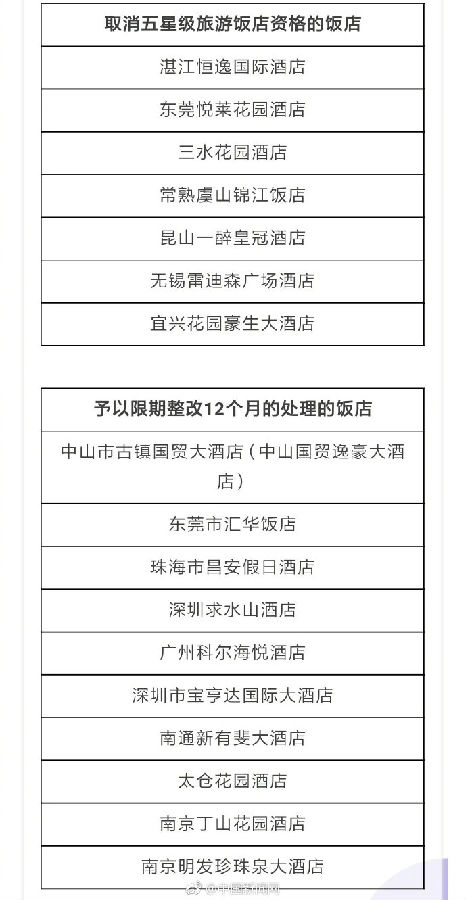 取消五星级旅游饭店资格的饭店
湛江恒逸国际酒店
东莞悦莱花园酒店
三水花园酒店
常熟虞山锦江饭店
昆山一醉皇冠酒店
无锡雷迪森广场酒店
宜兴花园豪生大酒店
予以限期整改12个月的处理的饭店
中山市古镇国贸大酒店（中山国贸逸豪大酒
店）
东莞市汇华饭店
珠海市昌安假日酒店
深圳求水山酒店
广州科尔海悦酒店
深圳市宝亨达国际大酒店
南通新有斐大酒店
太仓花园酒店
南京丁山花园酒店
南京明发珍珠泉大酒店
@中国新闻网